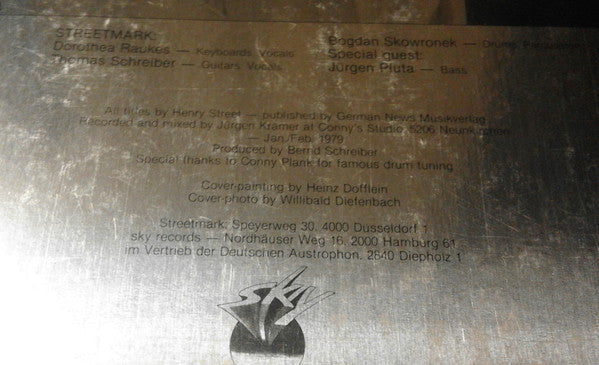 STREETMARK:
Dorothea Raukes — Keyboards, Vocals
Thomas Schreiber — Guitars, Vocals
Bogdan Skowronek — Drums, Percussion
Special guest:
Jürgen Pluta — Bass
All titles by Henry Street — published by German News Musikverlag
Recorded and mixed by Jürgen Kramer at Conny's Studio, 5206 Neunkirchen
— Jan./Feb. 1979
Produced by Bernd Schreiber
Special thanks to Conny Plank for famous drum tuning
Cover-painting by Heinz Dofflein
Cover-photo by Willibald Diefenbach
Streetmark: Speyerweg 30, 4000 Düsseldorf 1
sky records — Nordhäuser Weg 16, 2000 Hamburg 61,
im Vertrieb der Deutschen Austrophon, 2840 Diepholz 1
SKY